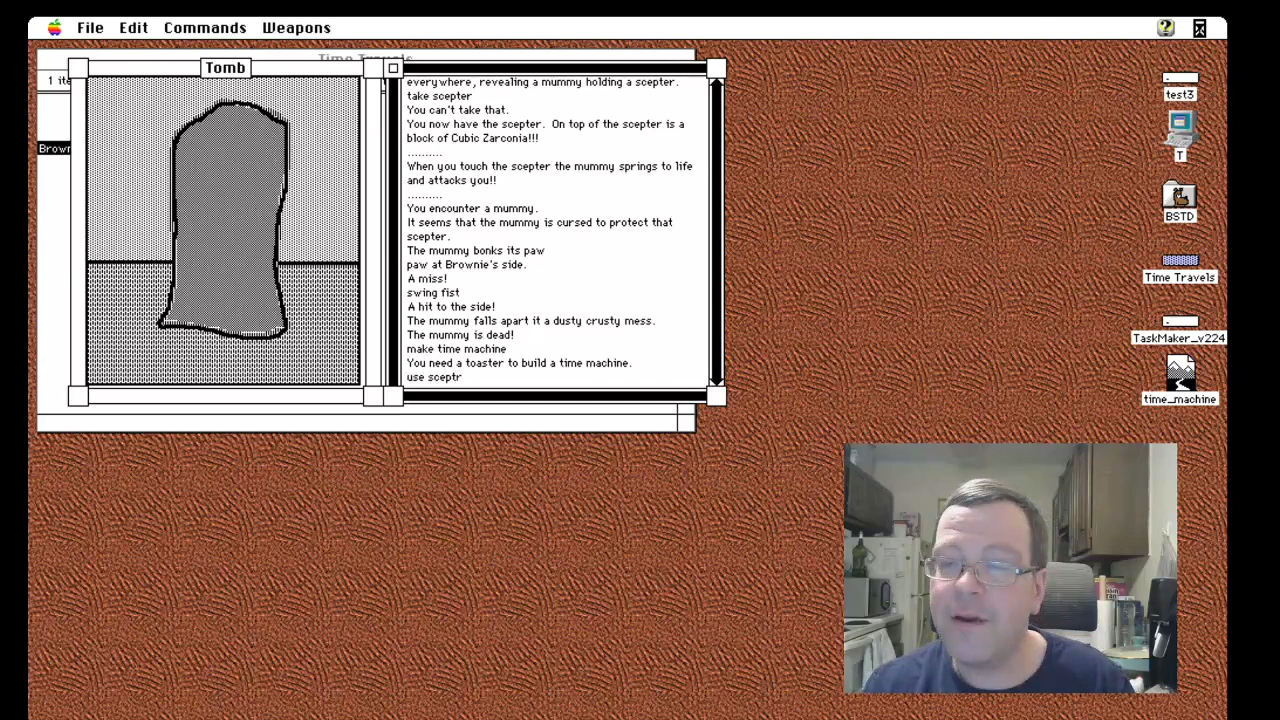 File Edit Commands Weapons
Time Travels
1 ite
Tomb
Brown
everywhere, revealing a mummy holding a scepter.
take scepter
You can't take that.
You now have the scepter. On top of the scepter is a
block of Cubic Zarconia!!!
..........
When you touch the scepter the mummy springs to life
and attacks you!!
..........
You encounter a mummy.
It seems that the mummy is cursed to protect that
scepter.
The mummy bonks its paw
paw at Brownie's side.
A miss!
swing fist
A hit to the side!
The mummy falls apart it a dusty crusty mess.
The mummy is dead!
make time machine
You need a toaster to build a time machine.
use sceptr
test3
T
BSTD
Time Travels
TaskMaker_v224
time_machine